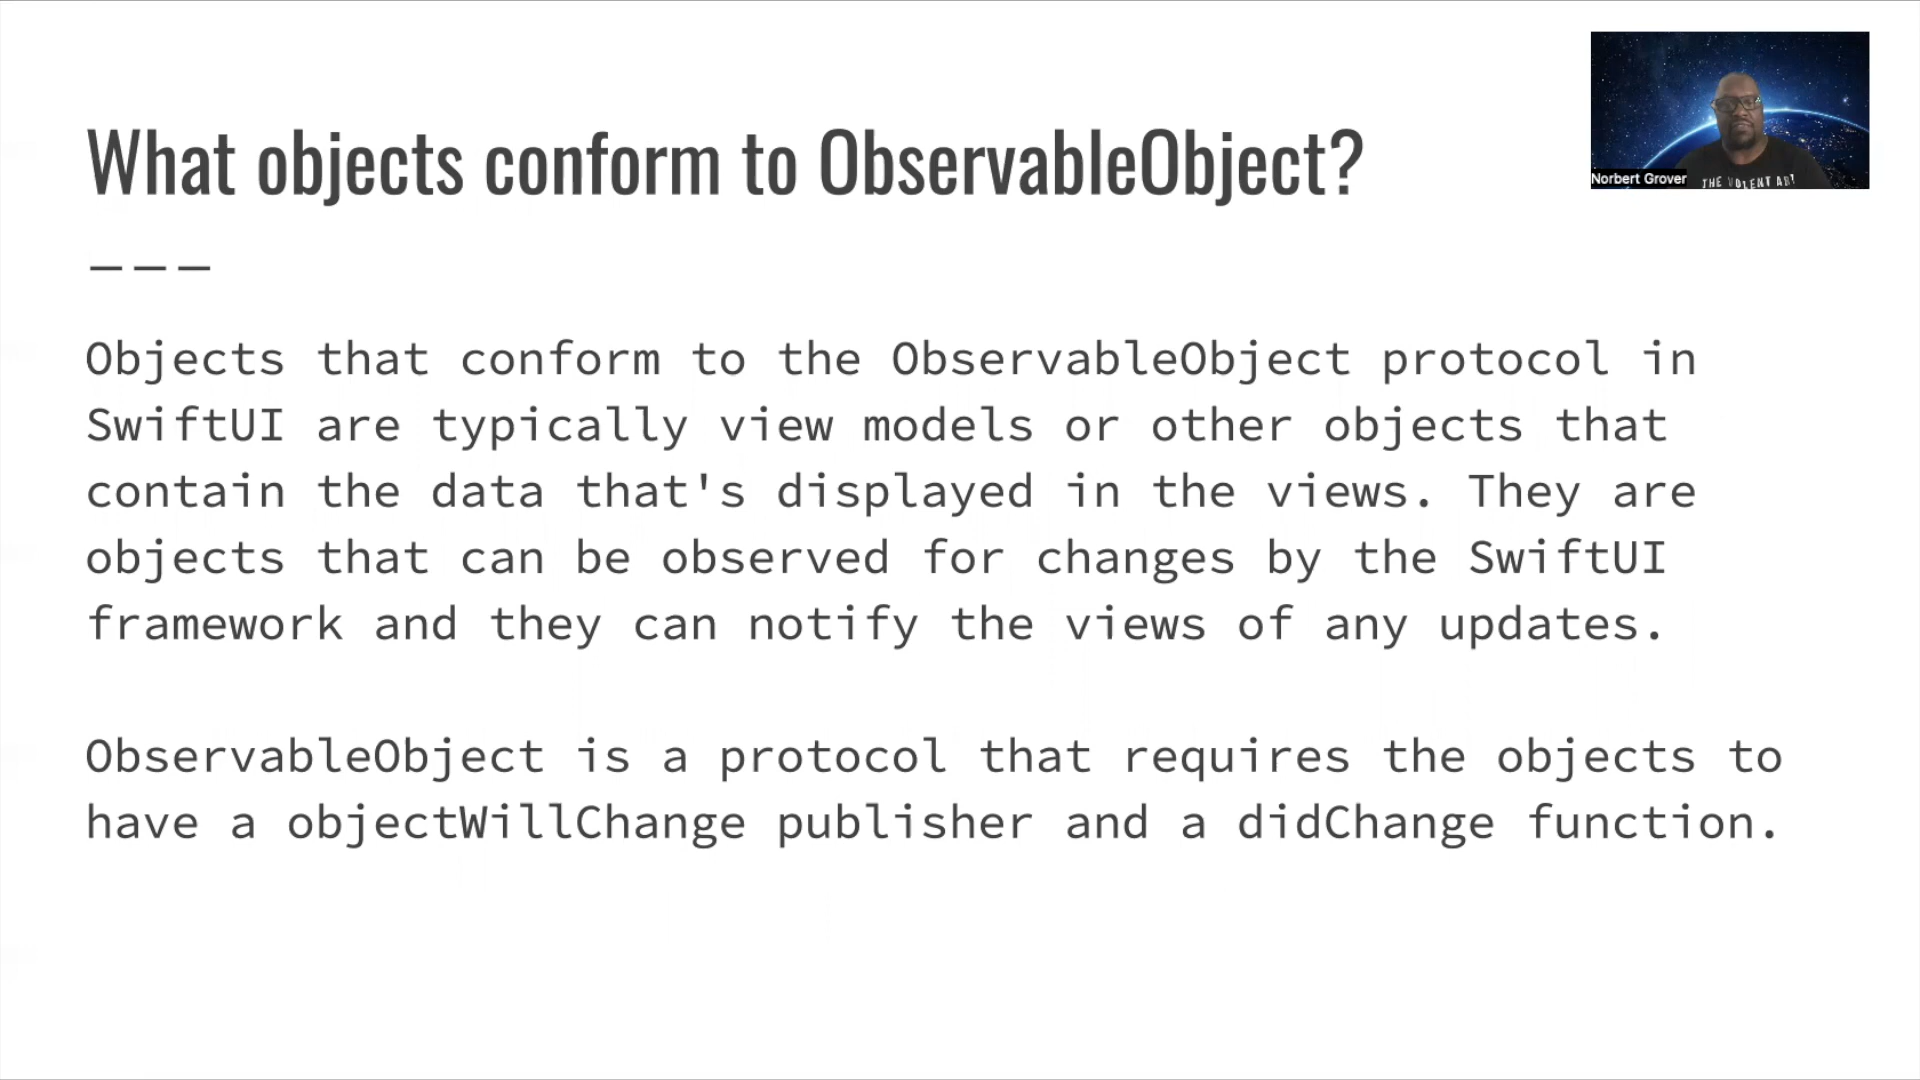 What objects conform to ObservableObject?
Norbert Grover
Objects that conform to the ObservableObject protocol in
SwiftUI are typically view models or other objects that
contain the data that's displayed in the views. They are
objects that can be observed for changes by the SwiftUI
framework and they can notify the views of any updates.
ObservableObject is a protocol that requires the objects to
have a objectWillChange publisher and a didChange function.